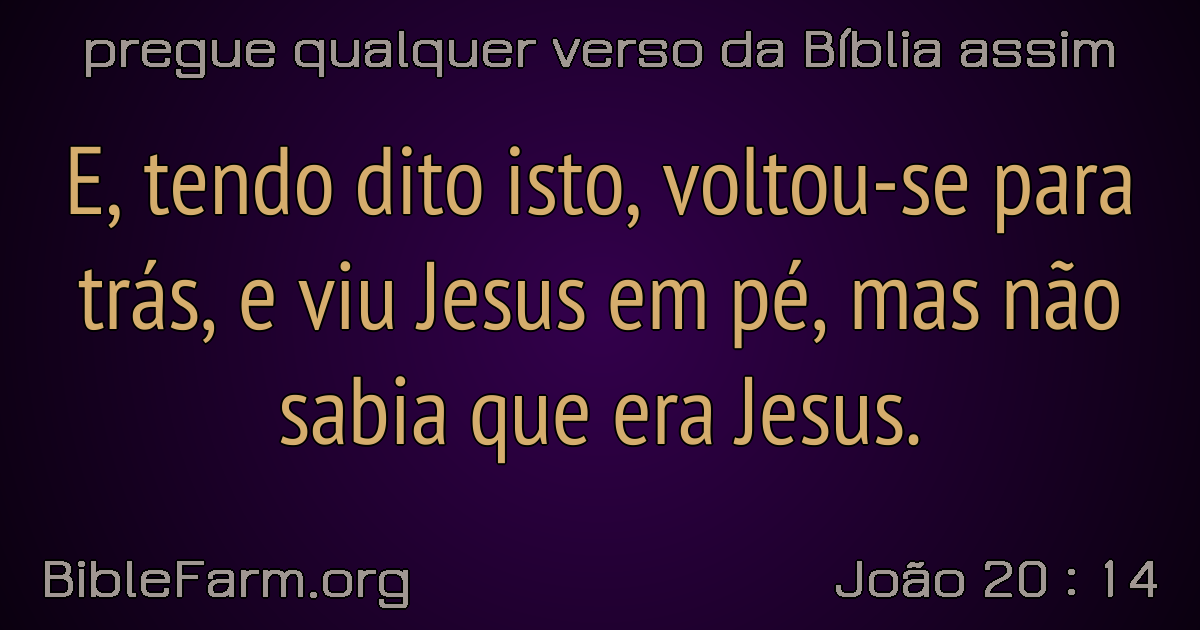 pregue qualquer verso da Bíblia assim
E, tendo dito isto, voltou-se para
trás, e viu Jesus em pé, mas não
sabia que era Jesus.
BibleFarm.org
João 20 : 14